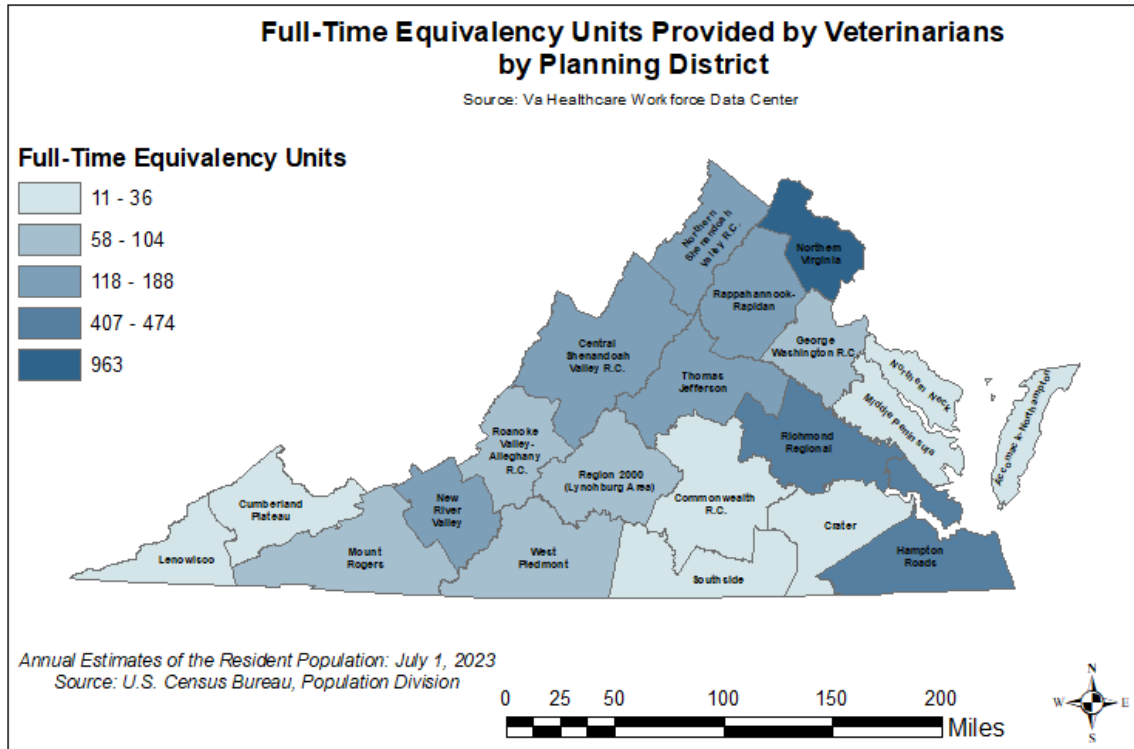 Full-Time Equivalency Units Provided by Veterinarians
by Planning District
Source: Va Healthcare Workforce Data Center
Full-Time Equivalency Units
11 - 36
58 - 104
118 - 188
407 - 474
963
Northern
Shenandoah
Valley R.C.
Northern
Virginia
Rappahannock-
Rapidan
Central
Shenandoah
Valley R.C.
George
Washington R.C.
Thomas
Jefferson
Northern Neck
Middle Peninsula
Accomack-Northampton
Roanoke
Valley-
Alleghany
R.C.
Richmond
Regional
Region 2000
(Lynchburg Area)
Commonwealth
R.C.
Cumberland
Plateau
New
River
Valley
Crater
Lenowisco
Mount
Rogers
West
Piedmont
Southside
Hampton
Roads
Annual Estimates of the Resident Population: July 1, 2023
Source: U.S. Census Bureau, Population Division
0 25 50 100 150 200
Miles
N
W E
S